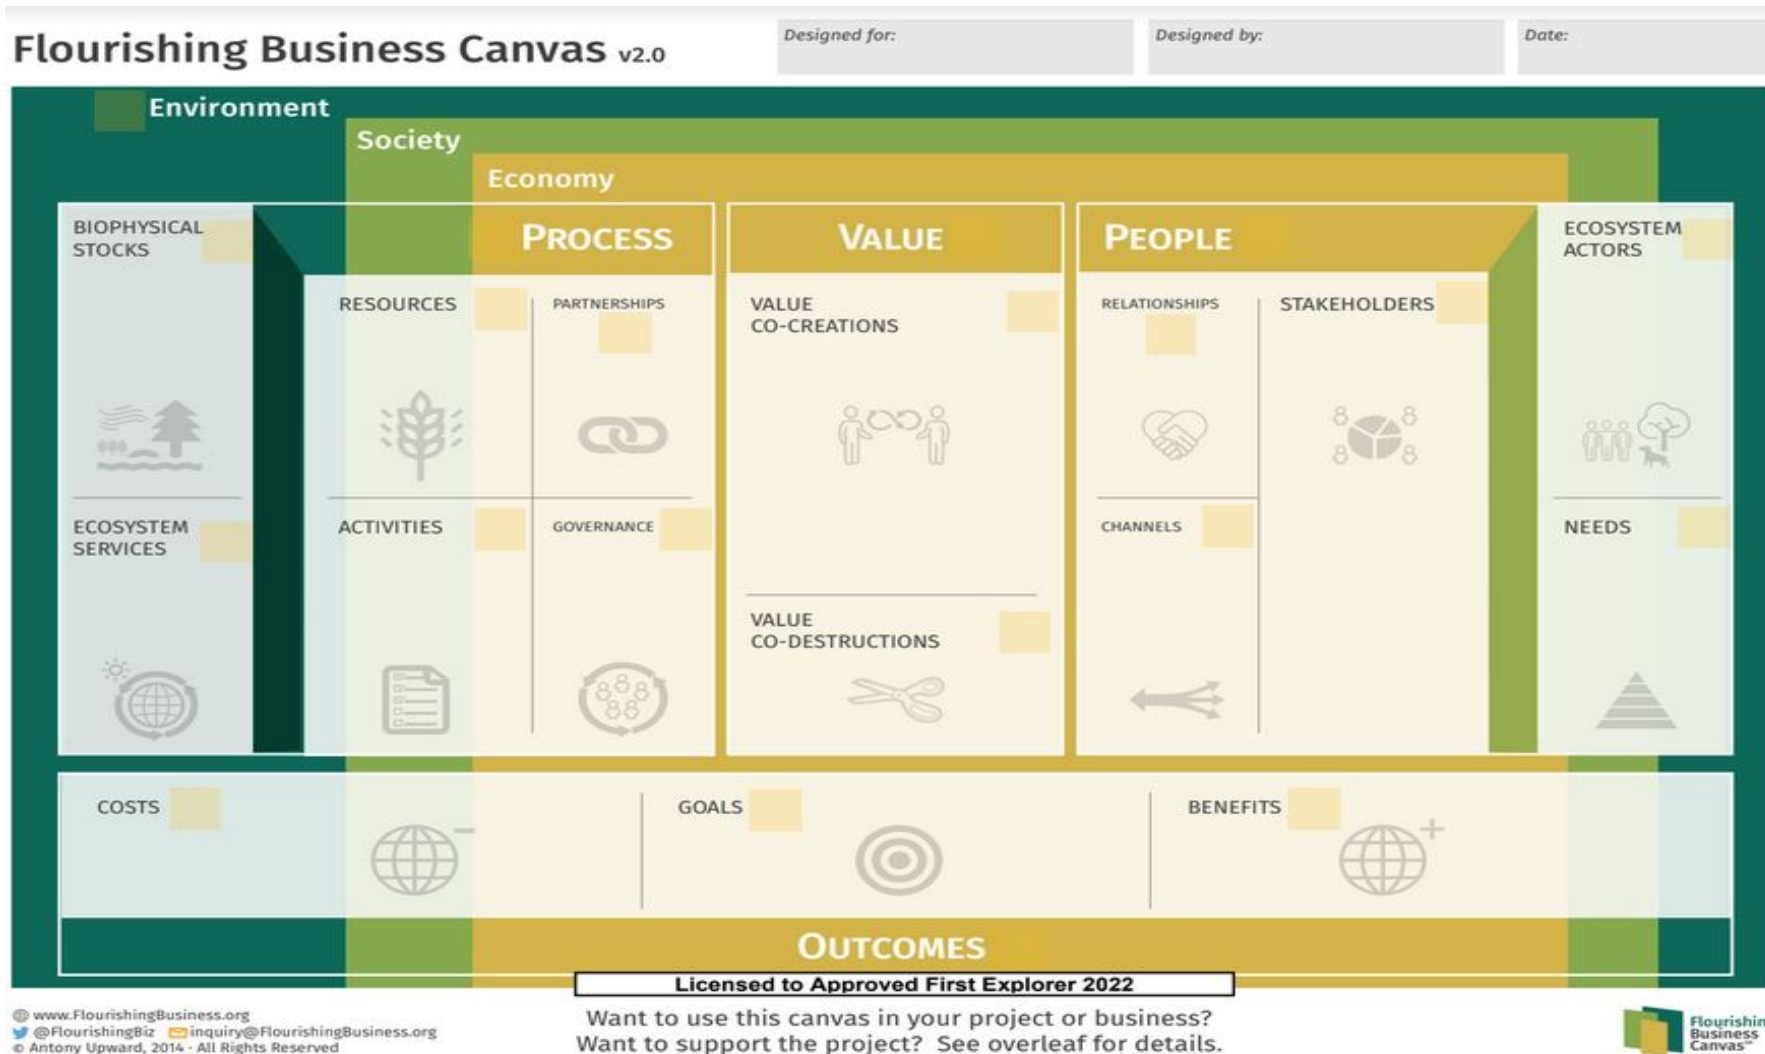 Flourishing Business Canvas v2.0
Designed for:
Designed by:
Date:
Environment
Society
Economy
BIOPHYSICAL
STOCKS
PROCESS
VALUE
PEOPLE
ECOSYSTEM
ACTORS
RESOURCES
PARTNERSHIPS
VALUE
CO-CREATIONS
RELATIONSHIPS
STAKEHOLDERS
ECOSYSTEM
SERVICES
ACTIVITIES
GOVERNANCE
CHANNELS
NEEDS
VALUE
CO-DESTRUCTIONS
COSTS
GOALS
BENEFITS
OUTCOMES
Licensed to Approved First Explorer 2022
www.FlourishingBusiness.org
@FlourishingBiz inquiry@FlourishingBusiness.org
© Antony Upward, 2014 - All Rights Reserved
Want to use this canvas in your project or business?
Want to support the project? See overleaf for details.
Flourishin
Business
Canvas™